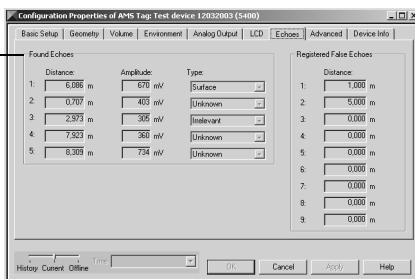 Configuration Properties of AMS Tag: Test device 12032003 (5400)
Basic Setup Geometry Volume Environment Analog Output LCD Echoes Advanced Device Info
Found Echoes
Distance: Amplitude: Type:
1: 6,086 m 670 mV Surface
2: 0,707 m 403 mV Unknown
3: 2,973 m 305 mV Irrelevant
4: 7,923 m 360 mV Unknown
5: 8,309 m 734 mV Unknown
Registered False Echoes
Distance:
1: 1,000 m
2: 5,000 m
3: 0,000 m
4: 0,000 m
5: 0,000 m
6: 0,000 m
7: 0,000 m
8: 0,000 m
9: 0,000 m
History Current Offline
Time
OK Cancel Apply Help